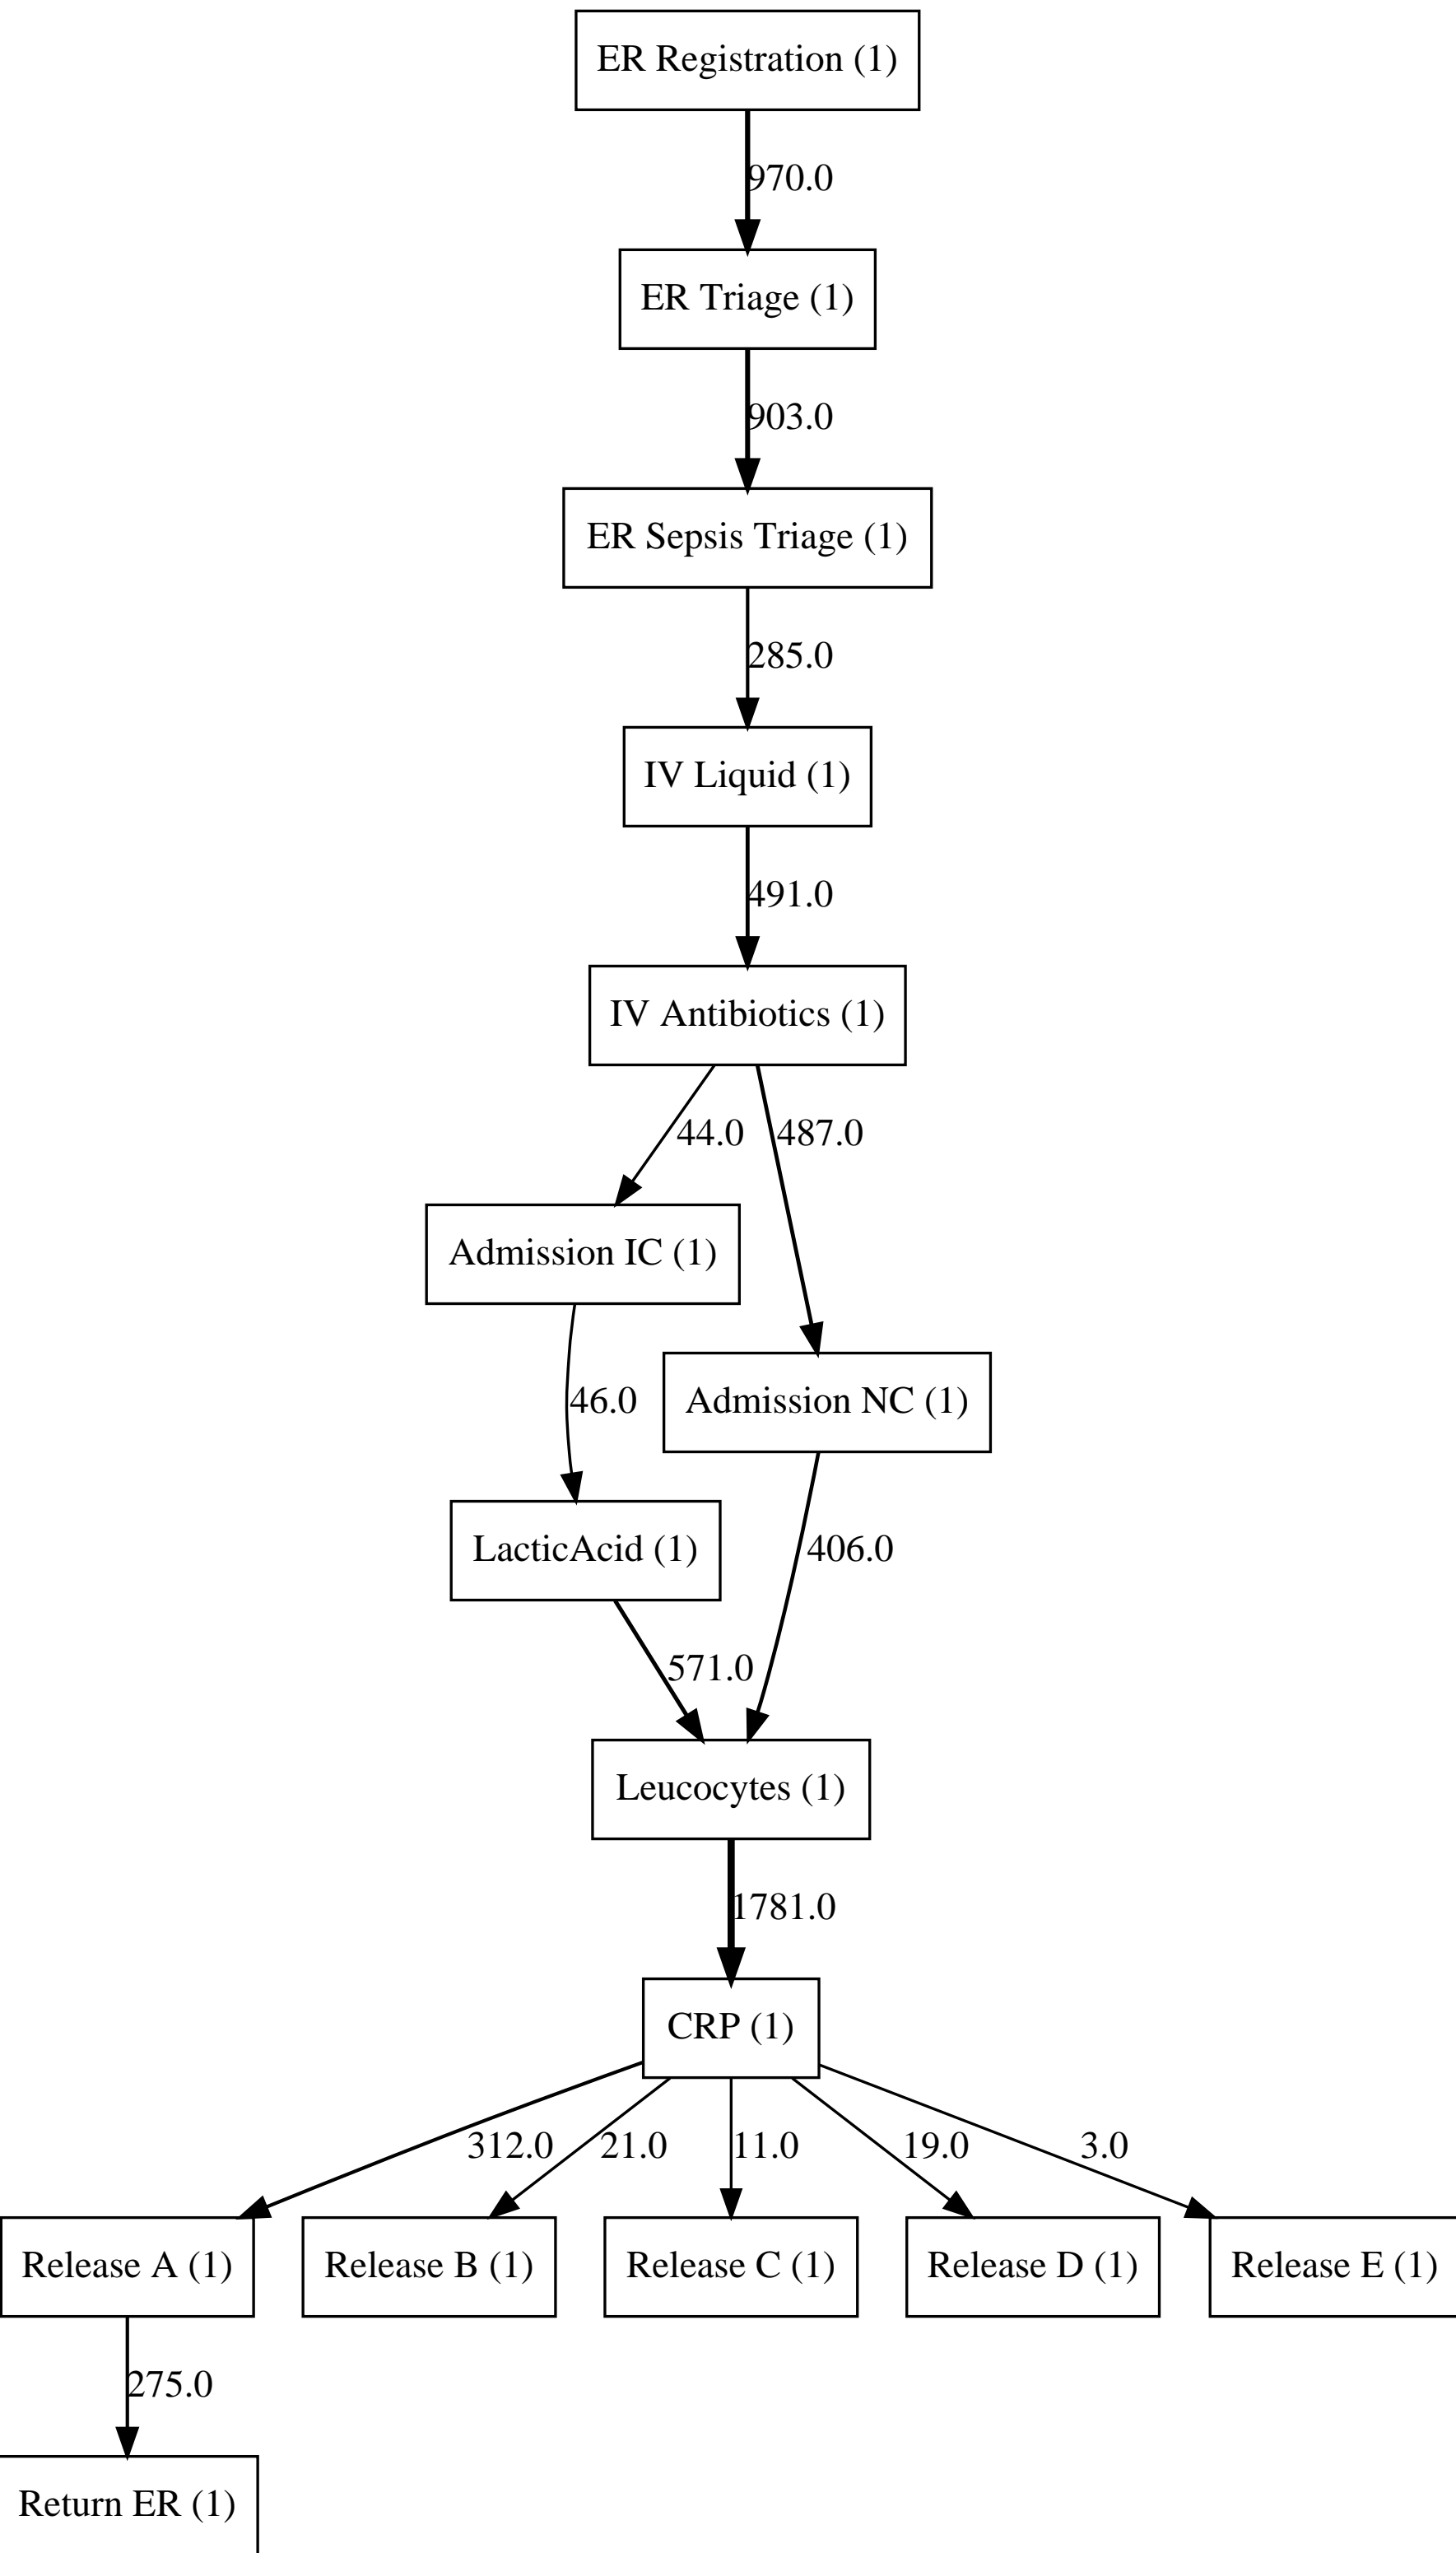 ER Registration (1)
970.0
ER Triage (1)
903.0
ER Sepsis Triage (1)
285.0
IV Liquid (1)
491.0
IV Antibiotics (1)
44.0
487.0
Admission IC (1)
46.0
Admission NC (1)
LacticAcid (1)
406.0
571.0
Leucocytes (1)
1781.0
CRP (1)
312.0
21.0
11.0
19.0
3.0
Release A (1)
Release B (1)
Release C (1)
Release D (1)
Release E (1)
275.0
Return ER (1)